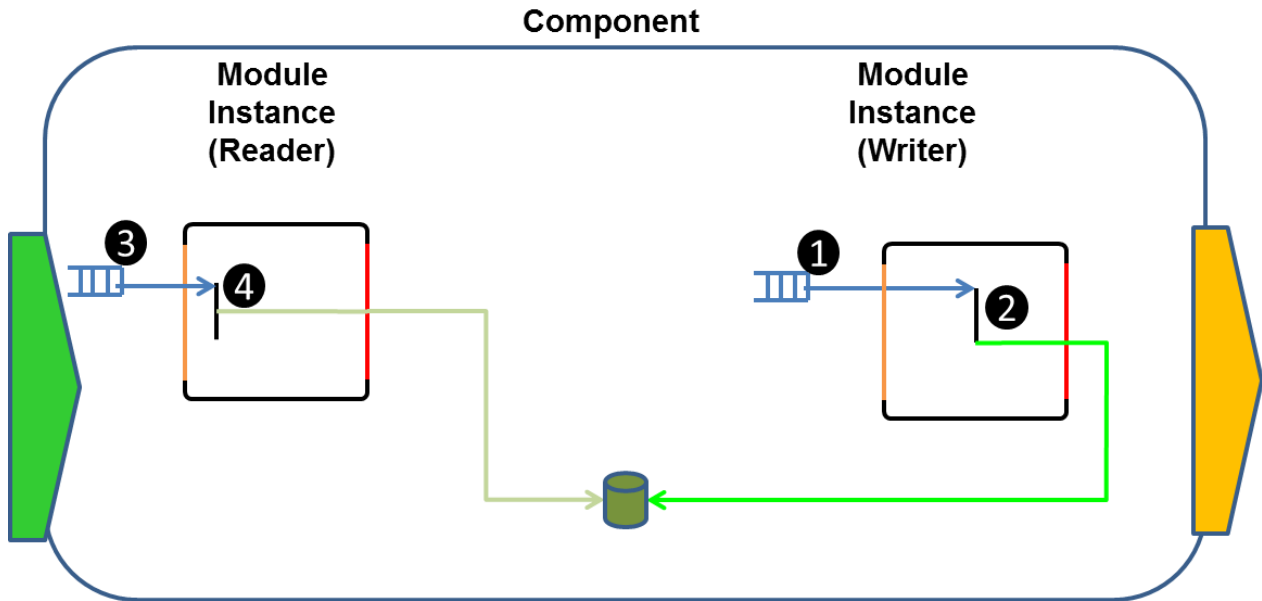 Component
Module
Instance
(Reader)
Module
Instance
(Writer)
3
4
1
2